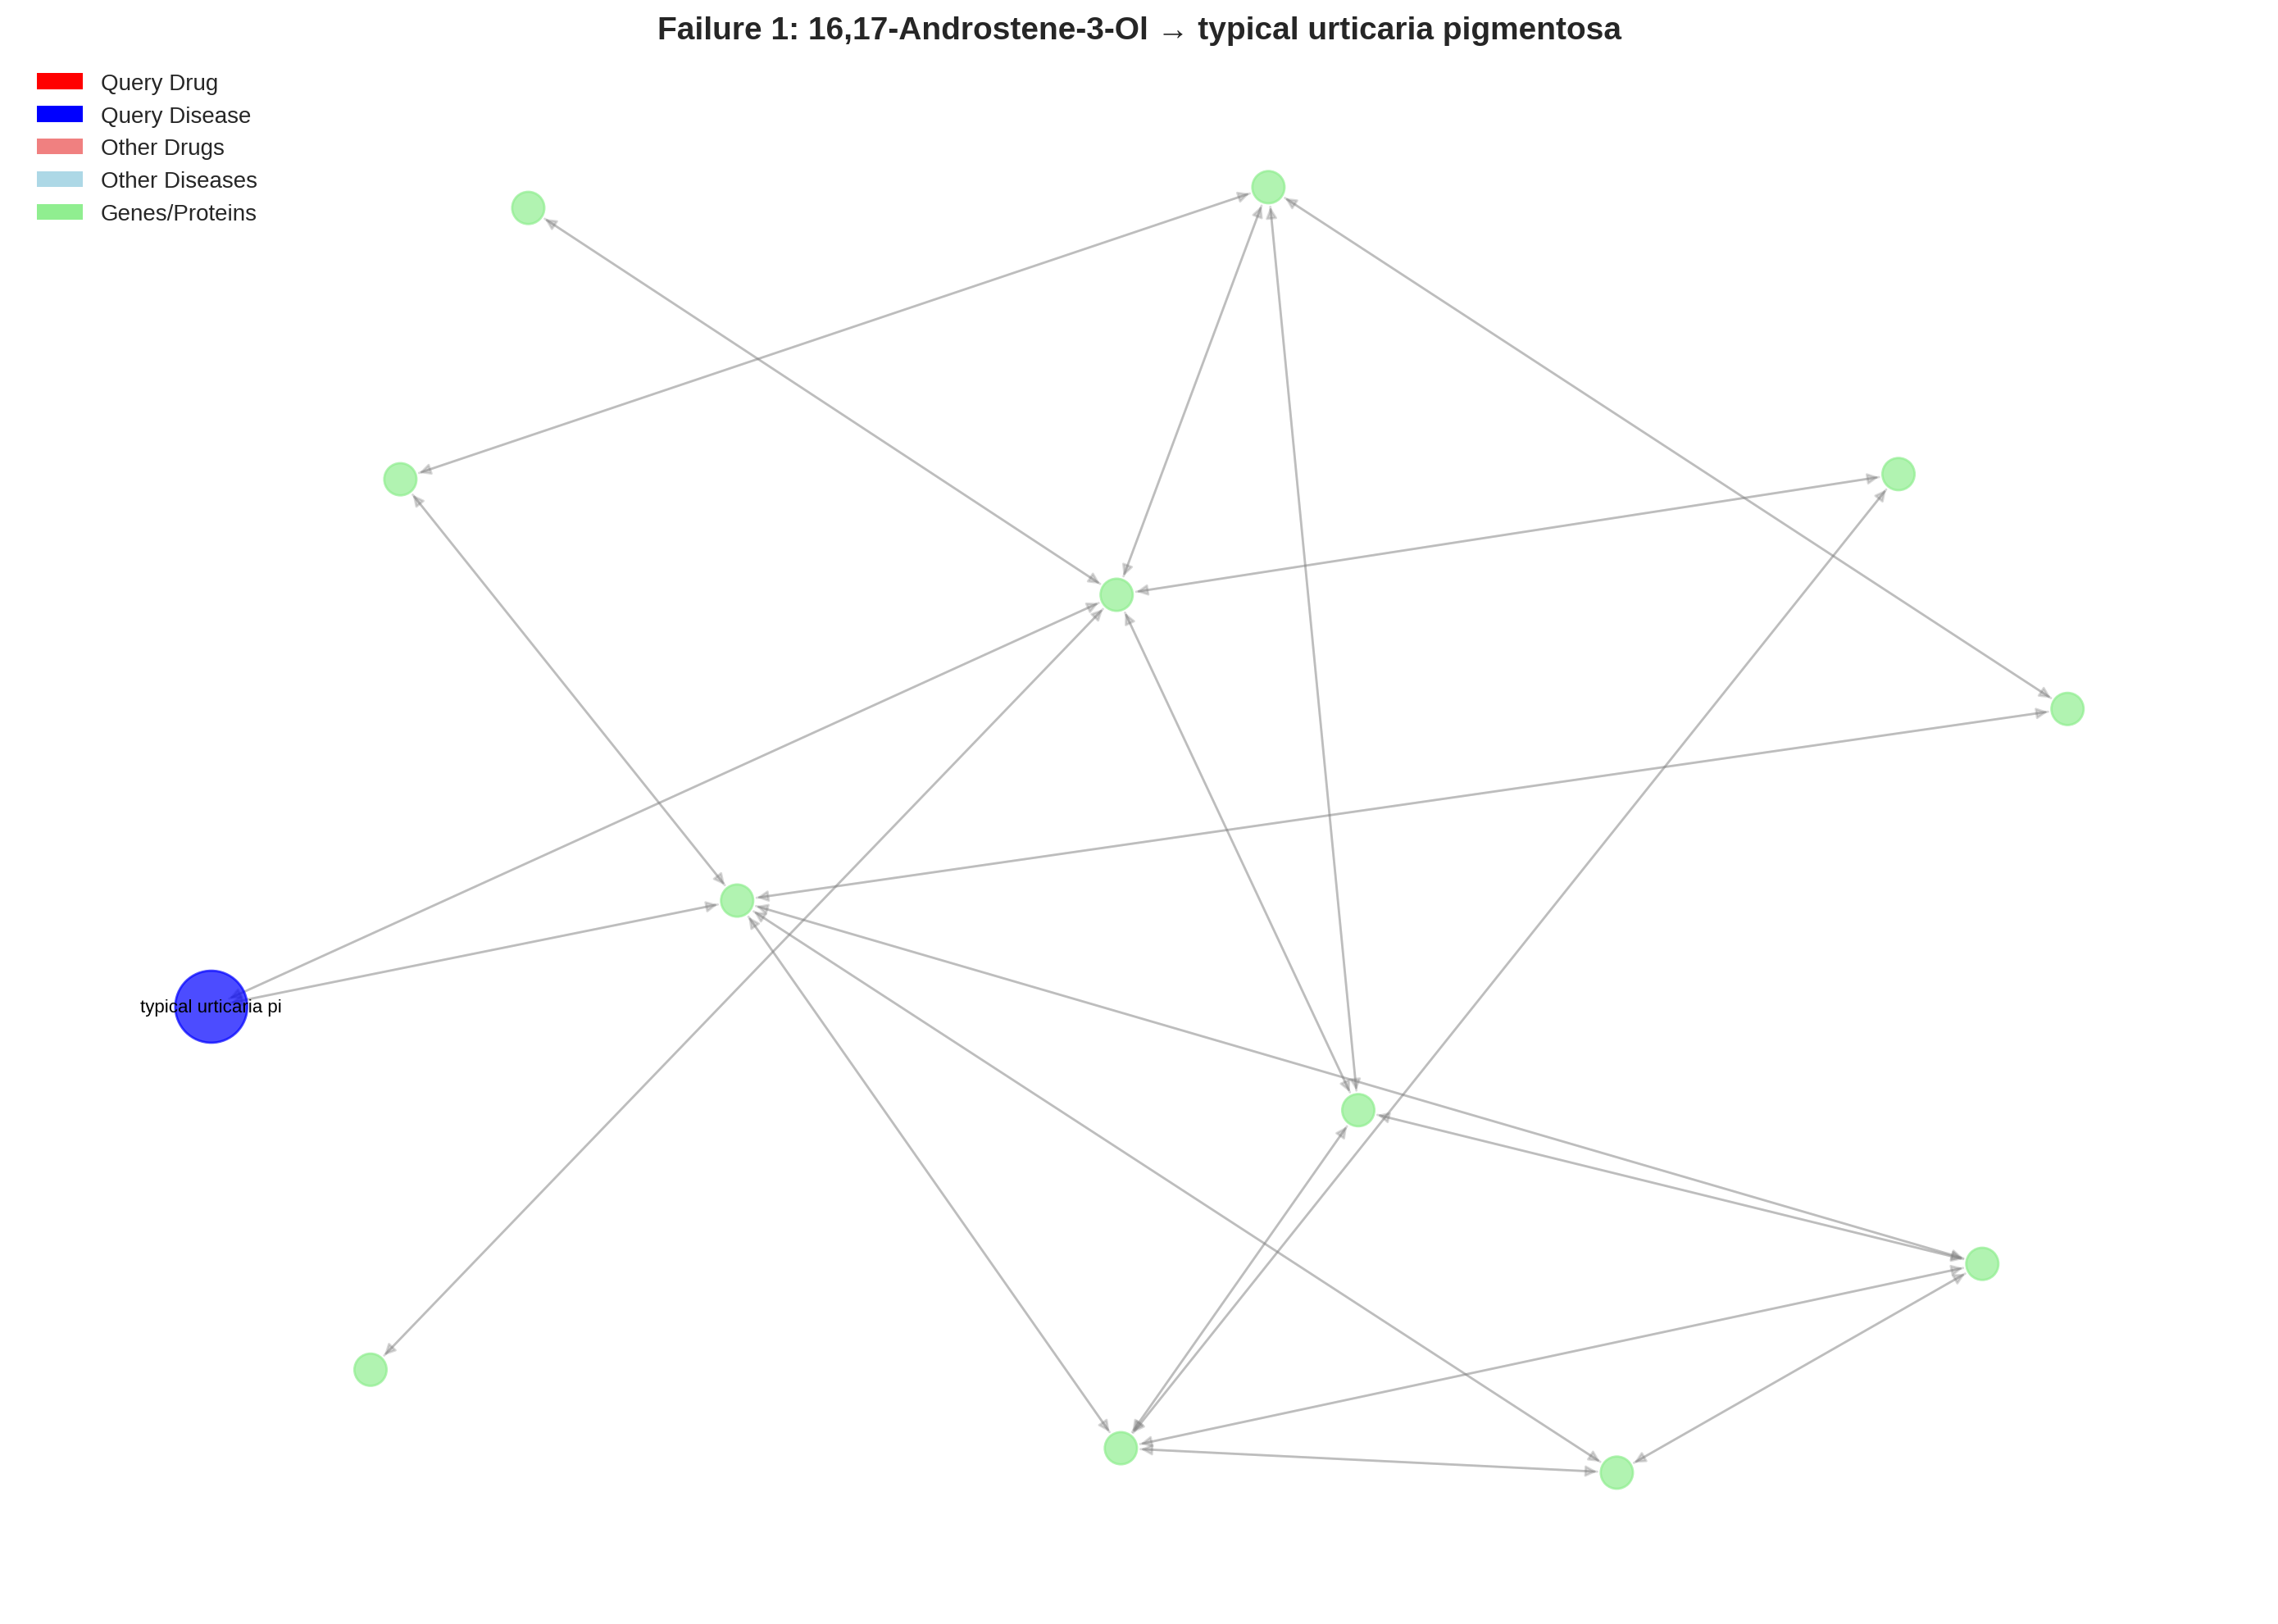 Failure 1: 16,17-Androstene-3-Ol → typical urticaria pigmentosa
Query Drug
Query Disease
Other Drugs
Other Diseases
Genes/Proteins
typical urticaria pi